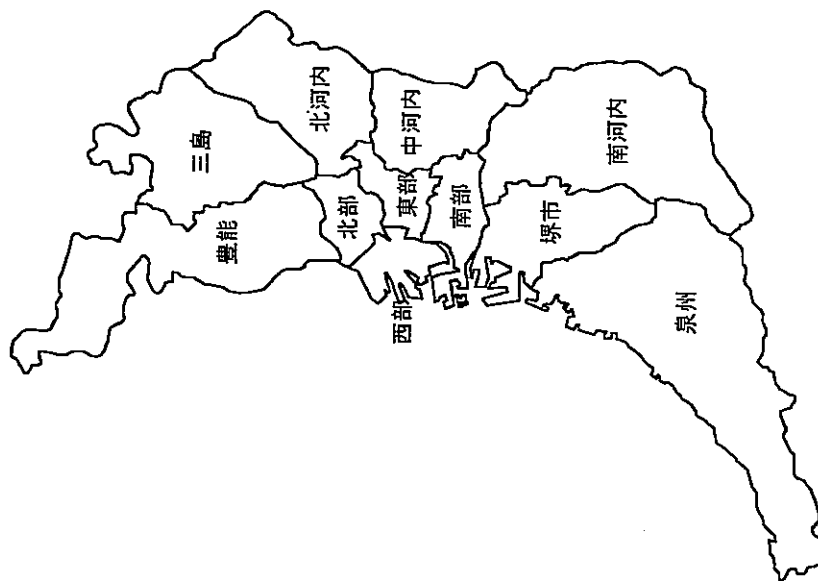 豊能
三島
北河内
北部
西部
東部
中河内
南部
堺市
南河内
泉州